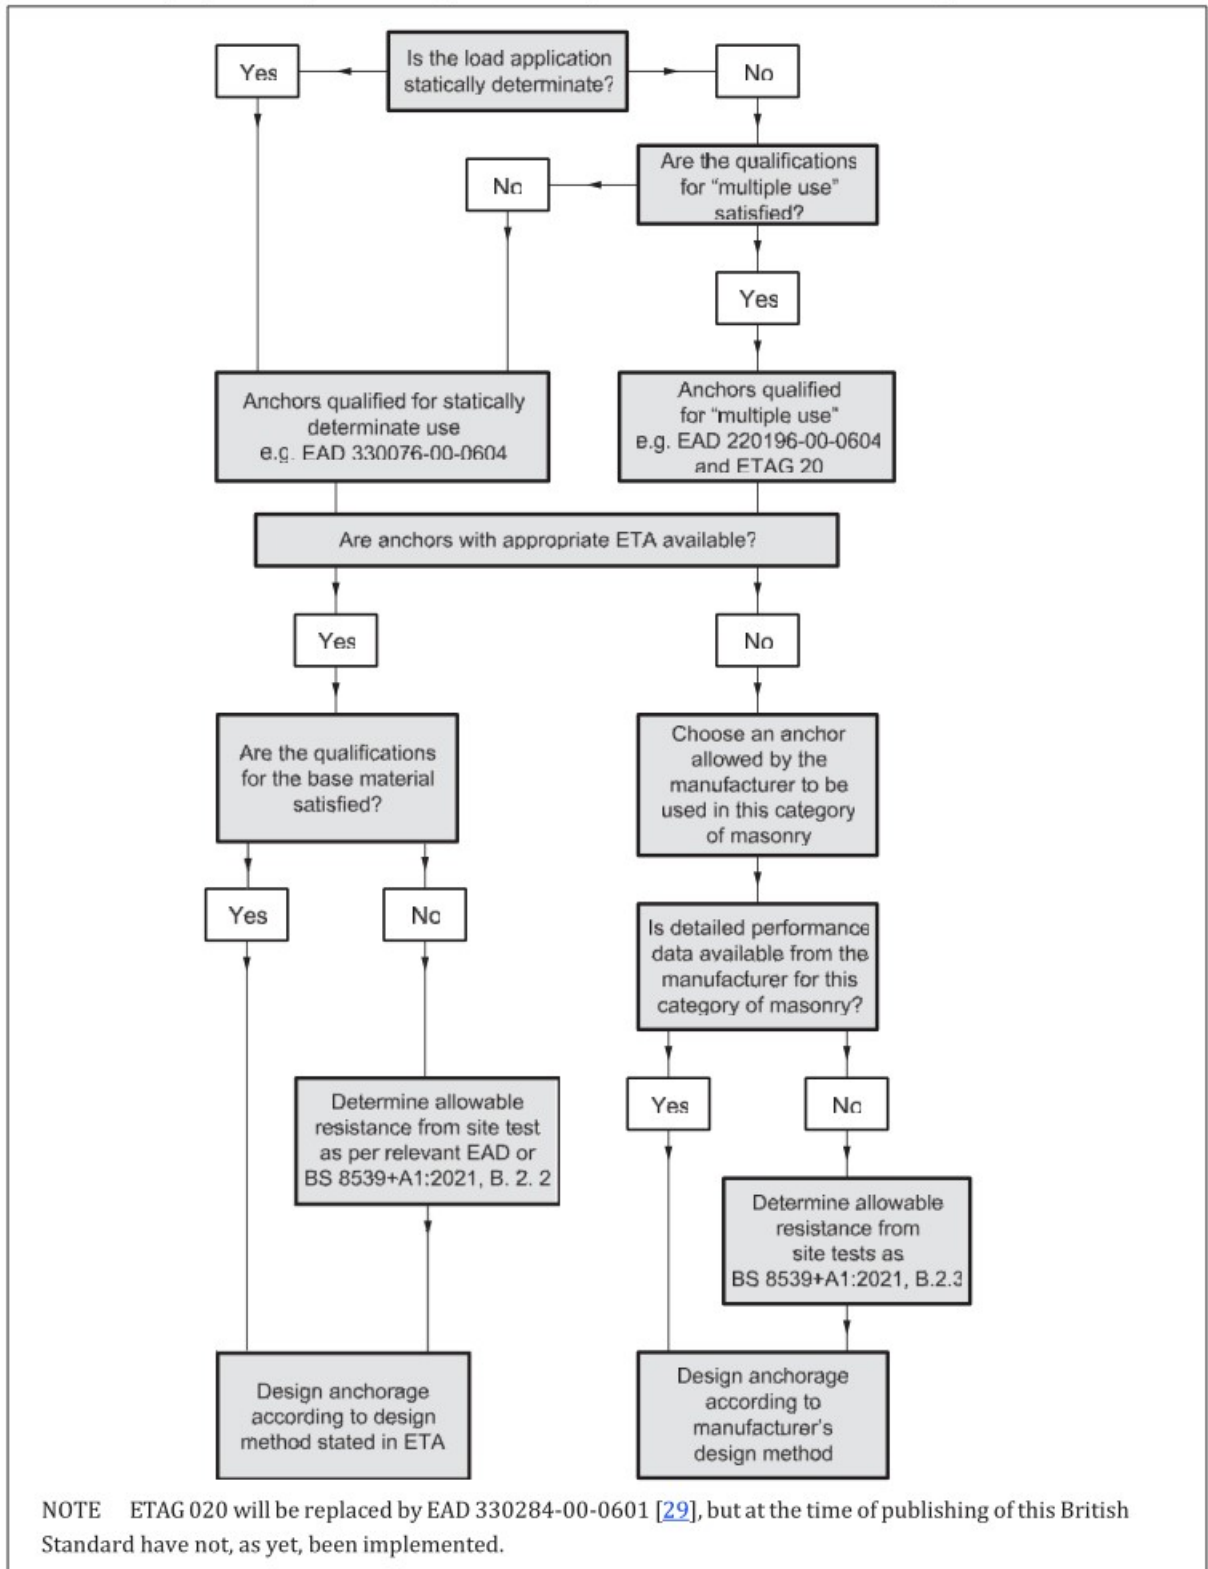 Is the load application
statically determinate?
Yes
No
Are the qualifications
for “multiple use”
satisfied?
No
Yes
Anchors qualified for statically
determinate use
e.g. EAD 330076-00-0604
Anchors qualified
for “multiple use”
e.g. EAD 220196-00-0604
and ETAG 20
Are anchors with appropriate ETA available?
Yes
No
Are the qualifications
for the base material
satisfied?
Choose an anchor
allowed by the
manufacturer to be
used in this category
of masonry
Yes
No
Is detailed performance
data available from the
manufacturer for this
category of masonry?
Determine allowable
resistance from site test
as per relevant EAD or
BS 8539+A1:2021, B. 2. 2
Yes
No
Determine allowable
resistance from
site tests as
BS 8539+A1:2021, B.2.3
Design anchorage
according to design
method stated in ETA
Design anchorage
according to
manufacturer’s
design method
NOTE ETAG 020 will be replaced by EAD 330284-00-0601 [29], but at the time of publishing of this British
Standard have not, as yet, been implemented.